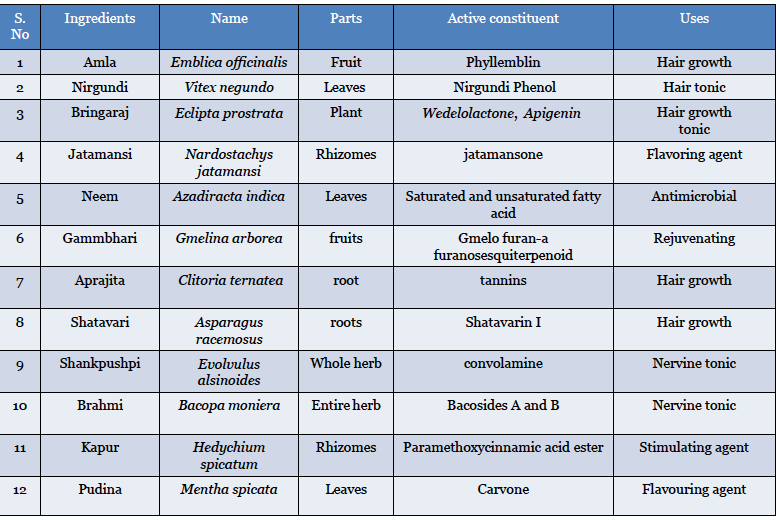 S. No Ingredients Name Parts Active constituent Uses
1 Amla Emblica officinalis Fruit Phyllemblin Hair growth
2 Nirgundi Vitex negundo Leaves Nirgundi Phenol Hair tonic
3 Bringaraj Eclipta prostrata Plant Wedelolactone, Apigenin Hair growth tonic
4 Jatamansi Nardostachys jatamansi Rhizomes jatamansone Flavoring agent
5 Neem Azadiracta indica Leaves Saturated and unsaturated fatty acid Antimicrobial
6 Gammbhari Gmelina arborea fruits Gmelo furan-a furanosesquiterpenoid Rejuvenating
7 Aprajita Clitoria ternatea root tannins Hair growth
8 Shatavari Asparagus racemosus roots Shatavarin I Hair growth
9 Shankpushpi Evolvulus alsinoides Whole herb convolamine Nervine tonic
10 Brahmi Bacopa moniera Entire herb Bacosides A and B Nervine tonic
11 Kapur Hedychium spicatum Rhizomes Paramethoxycinnamic acid ester Stimulating agent
12 Pudina Mentha spicata Leaves Carvone Flavouring agent